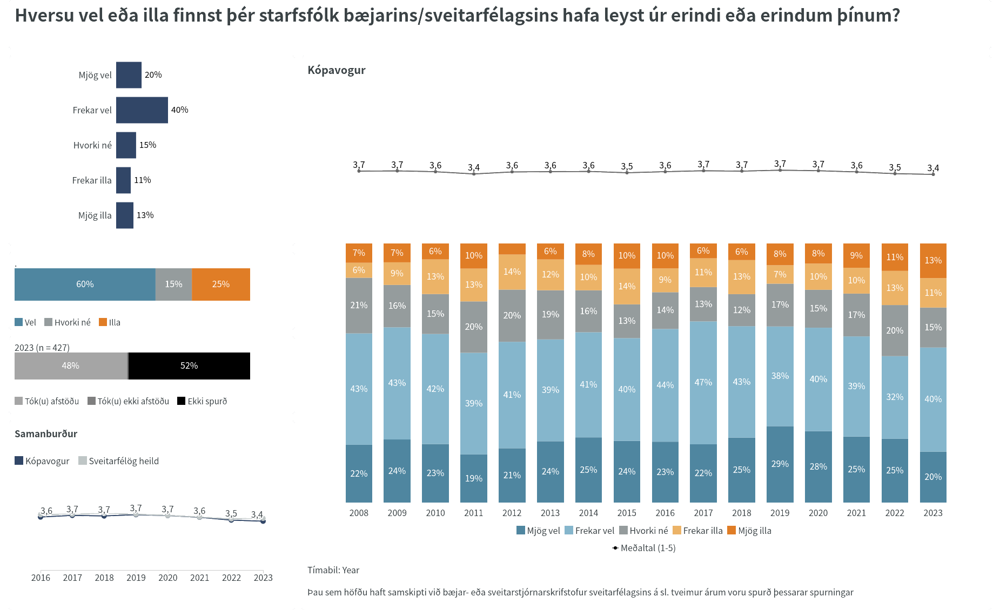 Hversu vel eða illa finnst þér starfsfólk bæjarins/sveitarfélagsins hafa leyst úr erindi eða erindum þínum?
Mjög vel 20%
Frekar vel 40%
Hvorki né 15%
Frekar illa 11%
Mjög illa 13%
.
60% 15% 25%
Vel Hvorki né Illa
2023 (n = 427)
48% 52%
Tók(u) afstöðu Tók(u) ekki afstöðu Ekki spurð
Samanburður
Kópavogur Sveitarfélög heild
3,6 3,7 3,7 3,7 3,7 3,6 3,5 3,4
2016 2017 2018 2019 2020 2021 2022 2023
Kópavogur
3,7 3,7 3,6 3,4 3,6 3,6 3,6 3,5 3,6 3,7 3,7 3,7 3,7 3,6 3,5 3,4
7% 7% 6% 10% 6% 8% 10% 10% 6% 6% 8% 8% 9% 11% 13%
6% 9% 13% 13% 14% 12% 10% 14% 9% 11% 13% 7% 10% 10% 13% 11%
21% 16% 15% 20% 20% 19% 16% 13% 14% 13% 12% 17% 15% 17% 20% 15%
43% 43% 42% 39% 41% 39% 41% 40% 44% 47% 43% 38% 40% 39% 32% 40%
22% 24% 23% 19% 21% 24% 25% 24% 23% 22% 25% 29% 28% 25% 25% 20%
2008 2009 2010 2011 2012 2013 2014 2015 2016 2017 2018 2019 2020 2021 2022 2023
Mjög vel Frekar vel Hvorki né Frekar illa Mjög illa
Meðaltal (1-5)
Tímabil: Year
Þau sem höfðu haft samskipti við bæjar- eða sveitarstjórnarskrifstofur sveitarfélagsins á sl. tveimur árum voru spurð þessarar spurningar